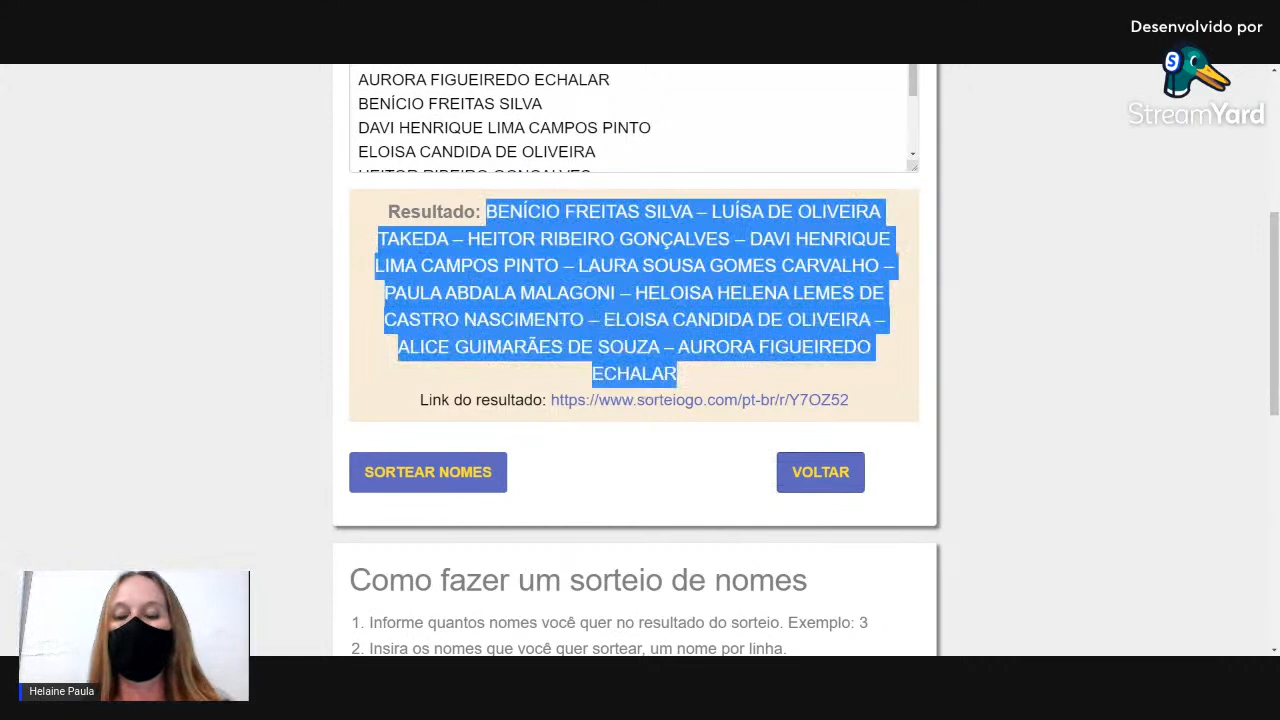 Desenvolvido por
StreamYard
AURORA FIGUEIREDO ECHALAR
BENÍCIO FREITAS SILVA
DAVI HENRIQUE LIMA CAMPOS PINTO
ELOISA CANDIDA DE OLIVEIRA
HEITOR RIBEIRO GONÇALVES
Resultado: BENÍCIO FREITAS SILVA – LUÍSA DE OLIVEIRA
TAKEDA – HEITOR RIBEIRO GONÇALVES – DAVI HENRIQUE
LIMA CAMPOS PINTO – LAURA SOUSA GOMES CARVALHO –
PAULA ABDALA MALAGONI – HELOISA HELENA LEMES DE
CASTRO NASCIMENTO – ELOISA CANDIDA DE OLIVEIRA –
ALICE GUIMARÃES DE SOUZA – AURORA FIGUEIREDO
ECHALAR
Link do resultado: https://www.sorteiogo.com/pt-br/r/Y7OZ52
SORTEAR NOMES
VOLTAR
Como fazer um sorteio de nomes
1. Informe quantos nomes você quer no resultado do sorteio. Exemplo: 3
2. Insira os nomes que você quer sortear, um nome por linha.
Helaine Paula